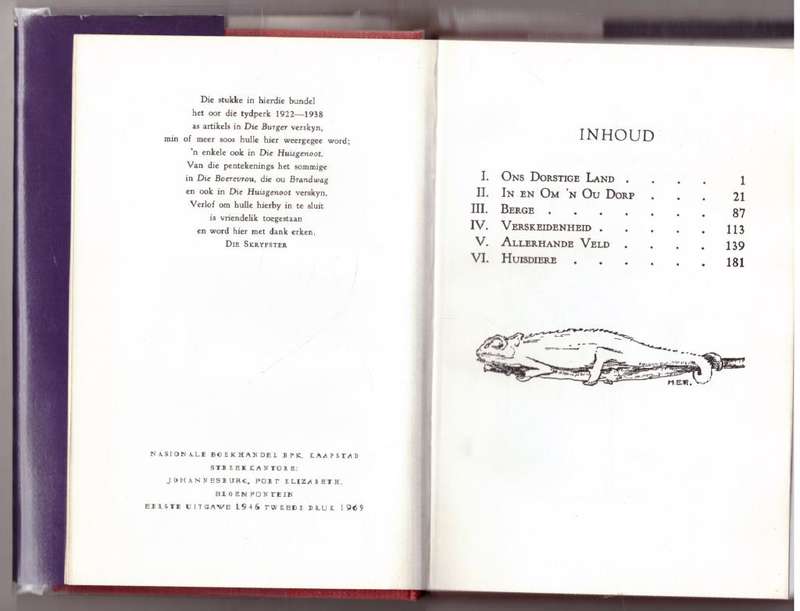 Die stukke in hierdie bundel
het oor die tydperk 1922—1938
as artikels in Die Burger verskyn,
min of meer soos hulle hier weergegee word;
'n enkele ook in Die Huisgenoot.
Van die pentekenings het sommige
in Die Boerevrou, die ou Brandwag
en ook in Die Huisgenoot verskyn.
Verlof om hulle hierby in te sluit
is vriendelik toegestaan
en word hier met dank erken.
Die Skryfster
NASIONALE BOEKHANDEL BPK, KAAPSTAD
STREEKKANTORE:
JOHANNESBURG, PORT ELIZABETH,
BLOEMFONTEIN
EERSTE UITGAWE 1946 TWEEDE DRUK 1965
INHOUD
I. Ons Dorstige Land . . . . 1
II. In en Om 'n Ou Dorp . . . 21
III. Berge . . . . . . . 87
IV. Verskeidenheid . . . . . 113
V. Allerhande Veld . . . . 139
VI. Huisdiere . . . . . . 181
M.E.R.